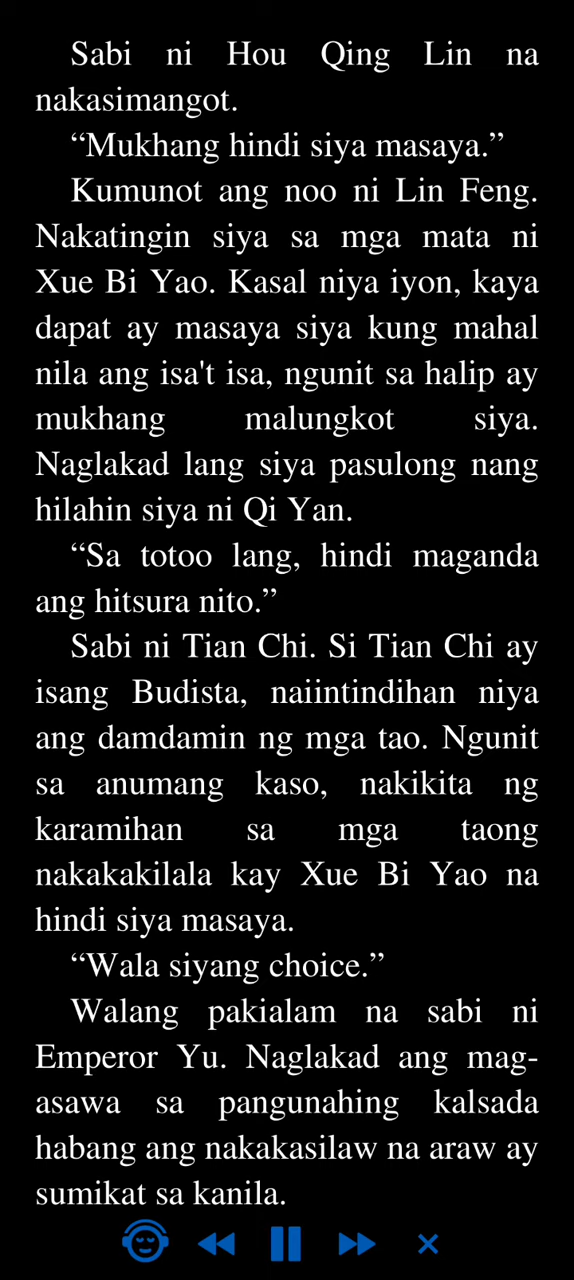 Sabi ni Hou Qing Lin na
nakasimangot.
“Mukhang hindi siya masaya.”
Kumunot ang noo ni Lin Feng.
Nakatingin siya sa mga mata ni
Xue Bi Yao. Kasal niya iyon, kaya
dapat ay masaya siya kung mahal
nila ang isa't isa, ngunit sa halip ay
mukhang malungkot siya.
Naglakad lang siya pasulong nang
hilahin siya ni Qi Yan.
“Sa totoo lang, hindi maganda
ang hitsura nito.”
Sabi ni Tian Chi. Si Tian Chi ay
isang Budista, naiintindihan niya
ang damdamin ng mga tao. Ngunit
sa anumang kaso, nakikita ng
karamihan sa mga taong
nakakakilala kay Xue Bi Yao na
hindi siya masaya.
“Wala siyang choice.”
Walang pakialam na sabi ni
Emperor Yu. Naglakad ang mag-
asawa sa pangunahing kalsada
habang ang nakakasilaw na araw ay
sumikat sa kanila.